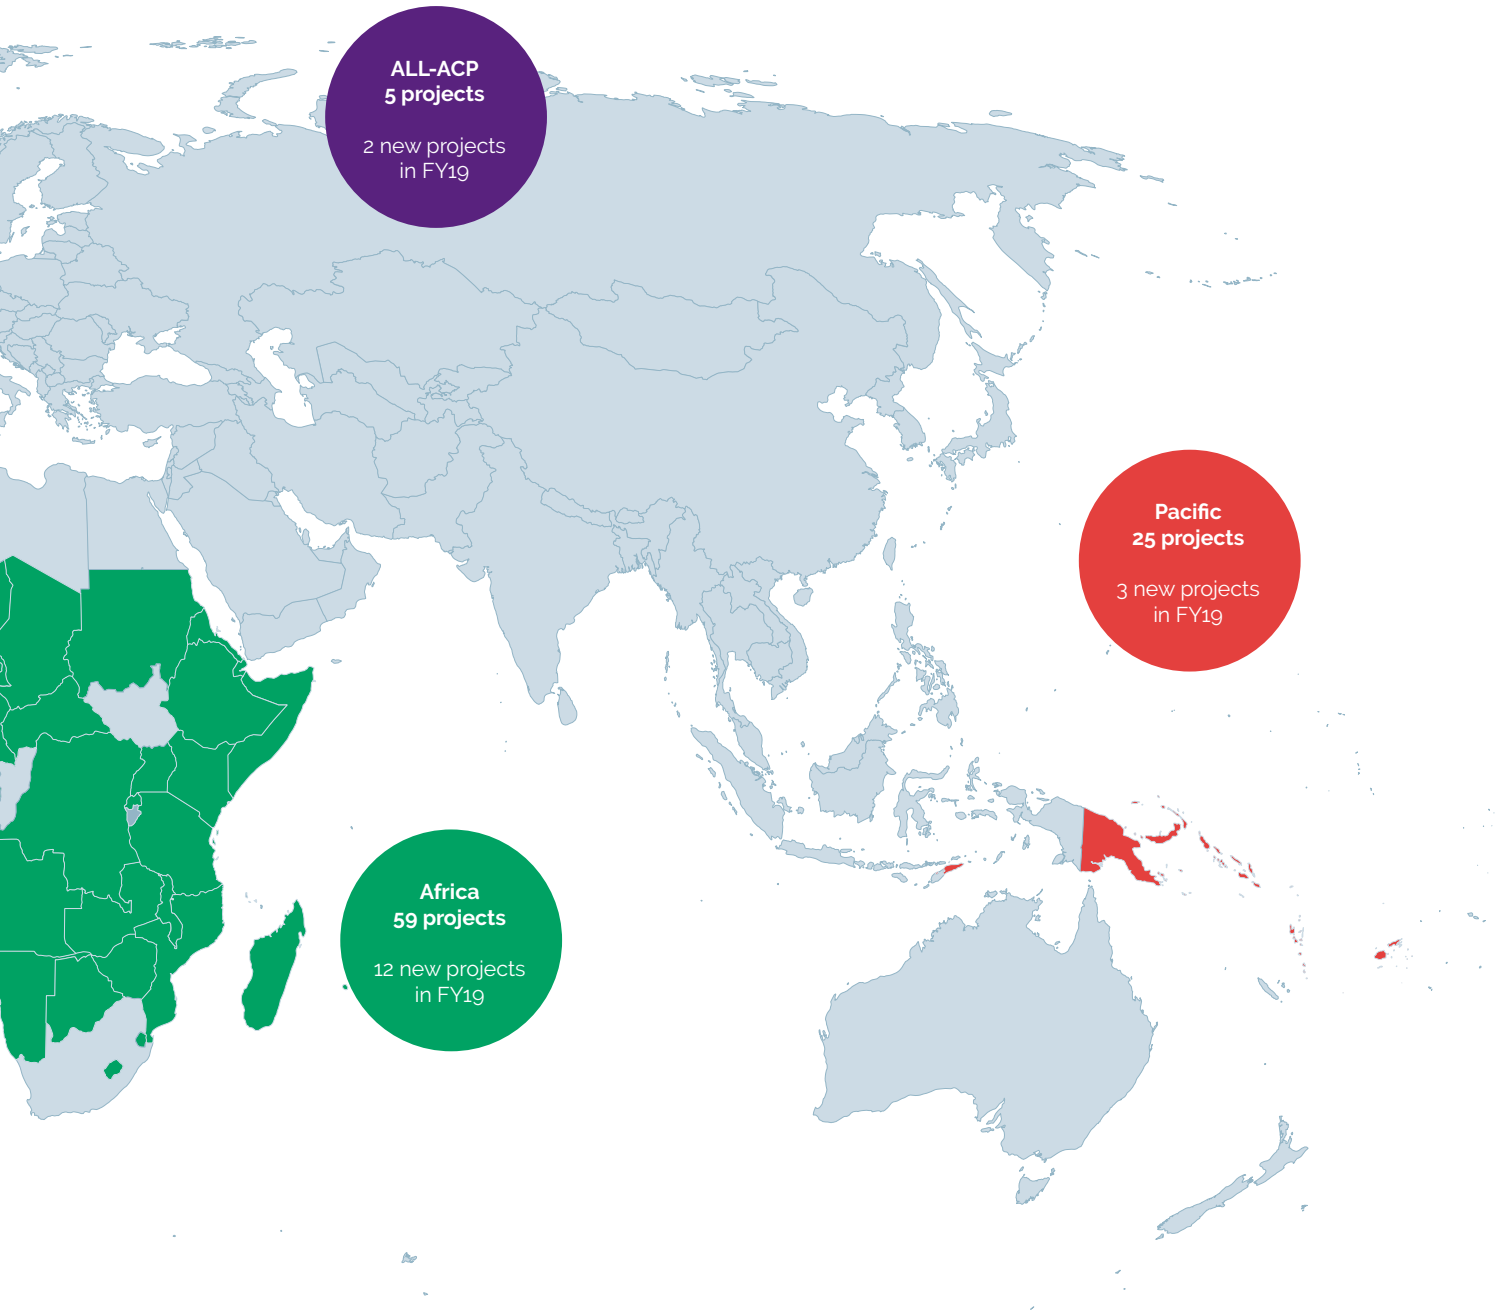 ALL-ACP
5 projects
2 new projects
in FY19
Pacific
25 projects
3 new projects
in FY19
Africa
59 projects
12 new projects
in FY19